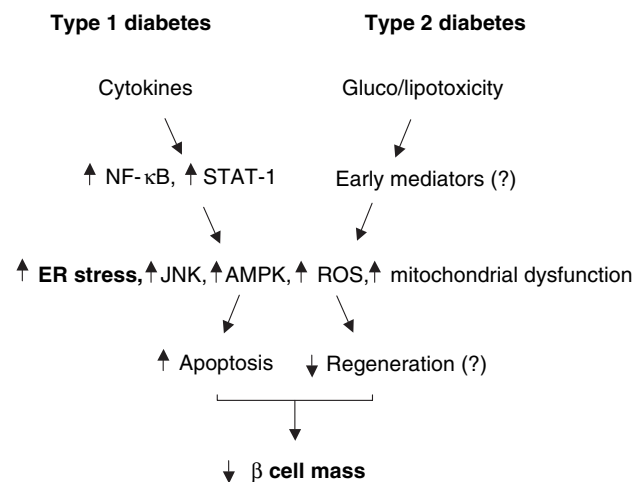 Type 1 diabetes Type 2 diabetes
Cytokines Gluco/lipotoxicity
↑ NF-κB, ↑ STAT-1 Early mediators (?)
↑ ER stress, ↑ JNK, ↑ AMPK, ↑ ROS, ↑ mitochondrial dysfunction
↑ Apoptosis ↓ Regeneration (?)
↓ β cell mass